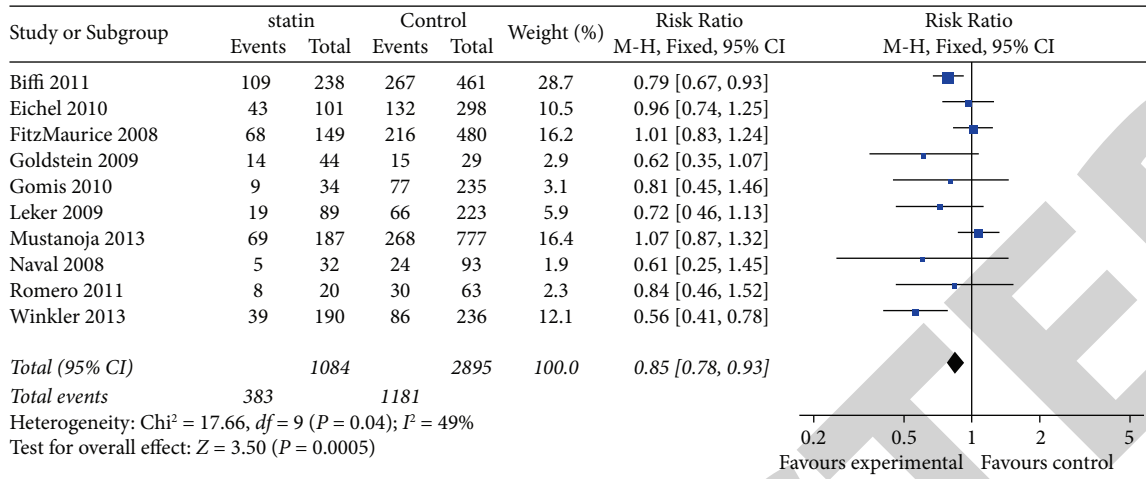 Study or Subgroup statin Control Weight (%) Risk Ratio Risk Ratio
Events Total Events Total M-H, Fixed, 95% CI M-H, Fixed, 95% CI
Biffi 2011 109 238 267 461 28.7 0.79 [0.67, 0.93]
Eichel 2010 43 101 132 298 10.5 0.96 [0.74, 1.25]
FitzMaurice 2008 68 149 216 480 16.2 1.01 [0.83, 1.24]
Goldstein 2009 14 44 15 29 2.9 0.62 [0.35, 1.07]
Gomis 2010 9 34 77 235 3.1 0.81 [0.45, 1.46]
Leker 2009 19 89 66 223 5.9 0.72 [0 46, 1.13]
Mustanoja 2013 69 187 268 777 16.4 1.07 [0.87, 1.32]
Naval 2008 5 32 24 93 1.9 0.61 [0.25, 1.45]
Romero 2011 8 20 30 63 2.3 0.84 [0.46, 1.52]
Winkler 2013 39 190 86 236 12.1 0.56 [0.41, 0.78]
Total (95% CI) 1084 2895 100.0 0.85 [0.78, 0.93]
Total events 383 1181
Heterogeneity: Chi² = 17.66, df = 9 (P = 0.04); I² = 49%
Test for overall effect: Z = 3.50 (P = 0.0005)
0.2 0.5 1 2 5
Favours experimental Favours control